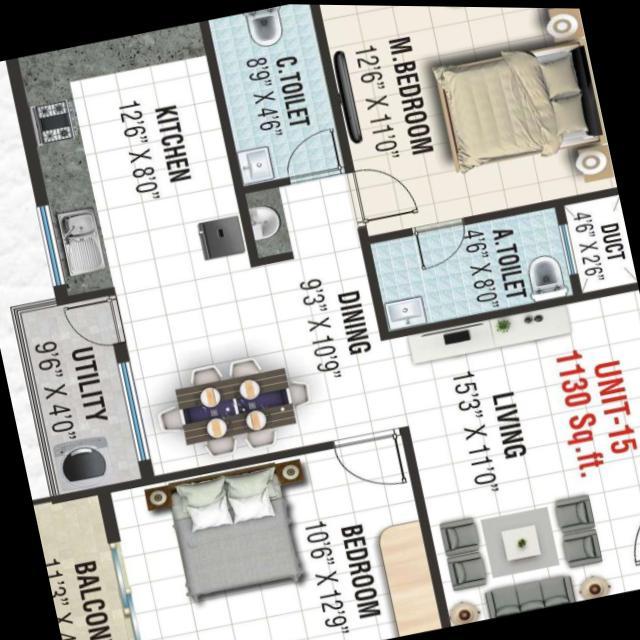 C.TOILET
8'9" X 4'6"
M.BEDROOM
12'6" X 11'0"
KITCHEN
12'6" X 8'0"
A.TOILET
4'6" X 8'0"
DUCT
4'6" X 2'6"
DINING
9'3" X 10'9"
UTILITY
9'6" X 4'0"
LIVING
15'3" X 11'0"
UNIT-15
1130 Sq.ft.
BEDROOM
10'6" X 12'9"
BALCON
11'3" X